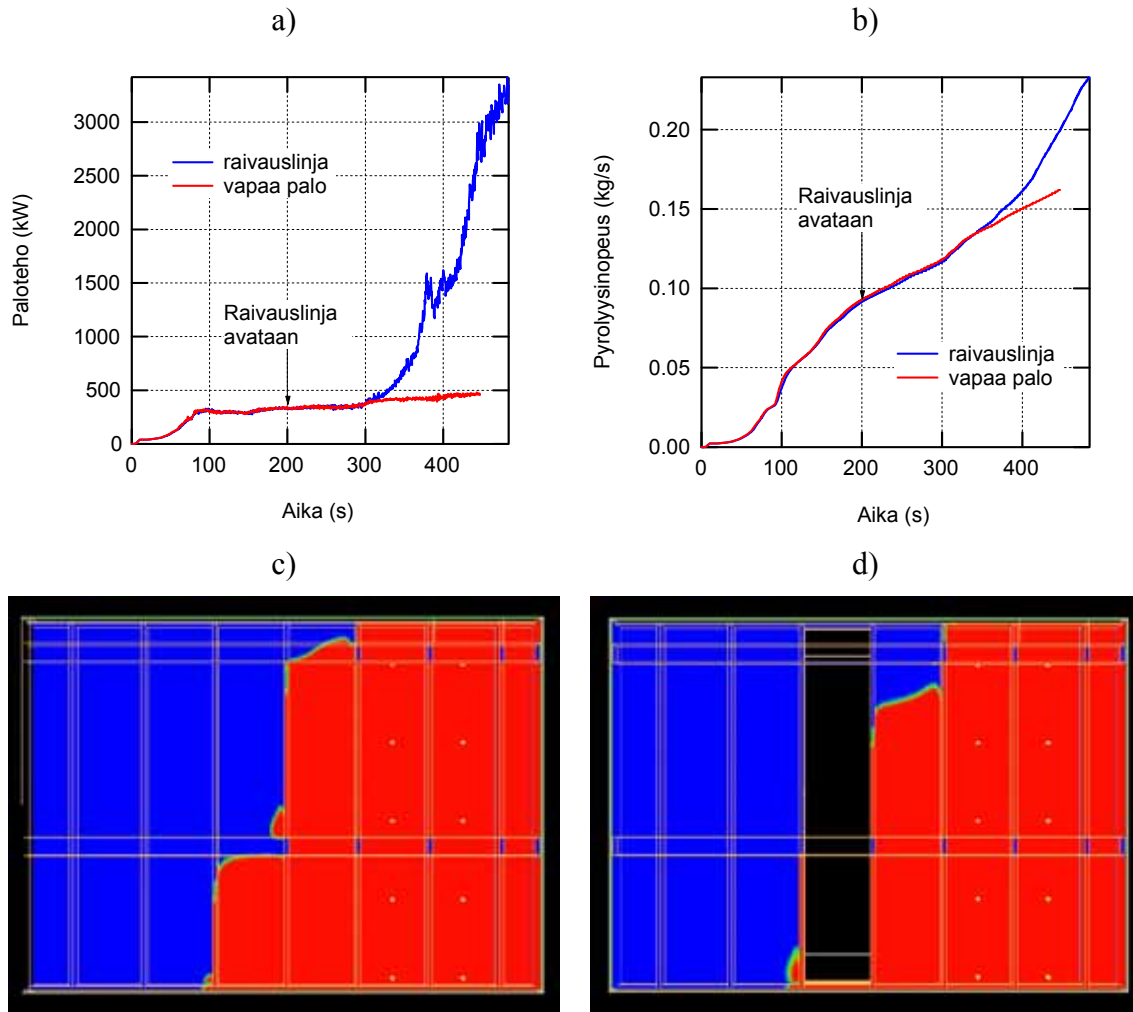 a)
3000
2500
2000
1500
1000
500
0
Paloteho (kW)
raivauslinja
vapaa palo
Raivauslinja
avataan
0 100 200 300 400
Aika (s)
b)
0.20
0.15
0.10
0.05
0.00
Pyrolyysinopeus (kg/s)
Raivauslinja
avataan
raivauslinja
vapaa palo
0 100 200 300 400
Aika (s)
c)
d)